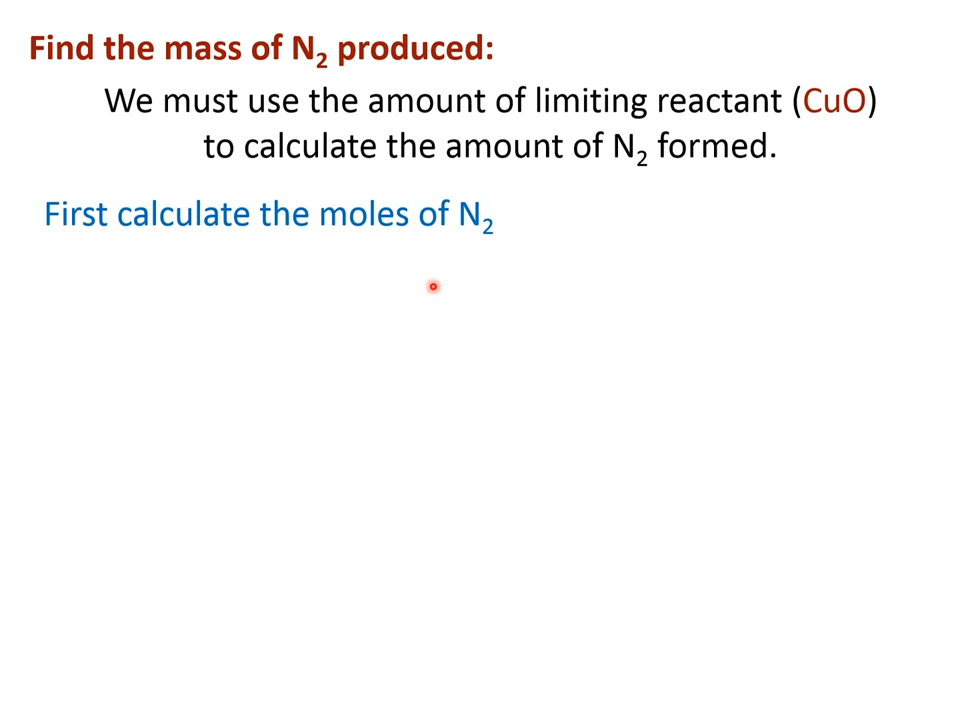 Find the mass of N₂ produced:
We must use the amount of limiting reactant (CuO)
to calculate the amount of N₂ formed.
First calculate the moles of N₂